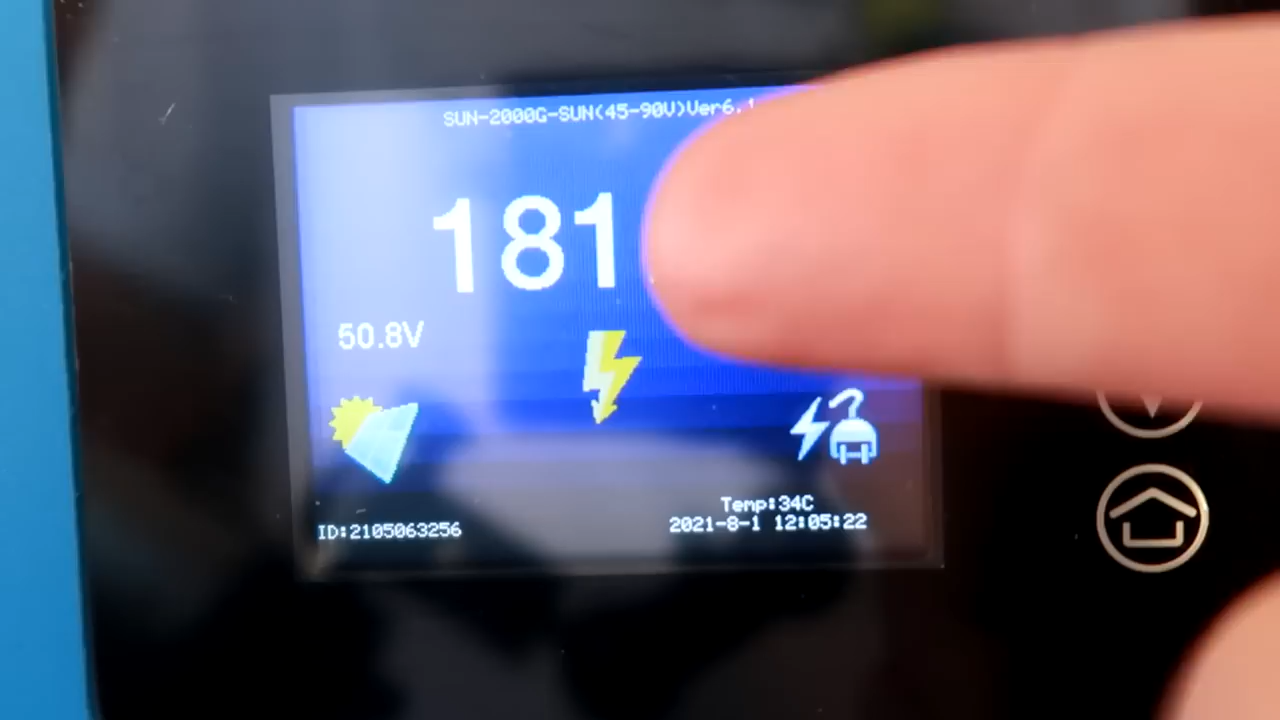 SUN-2000G-SUN(45-90V)Ver6.1
181
50.8V
Temp:34C
ID:2105063256
2021-8-1 12:05:22